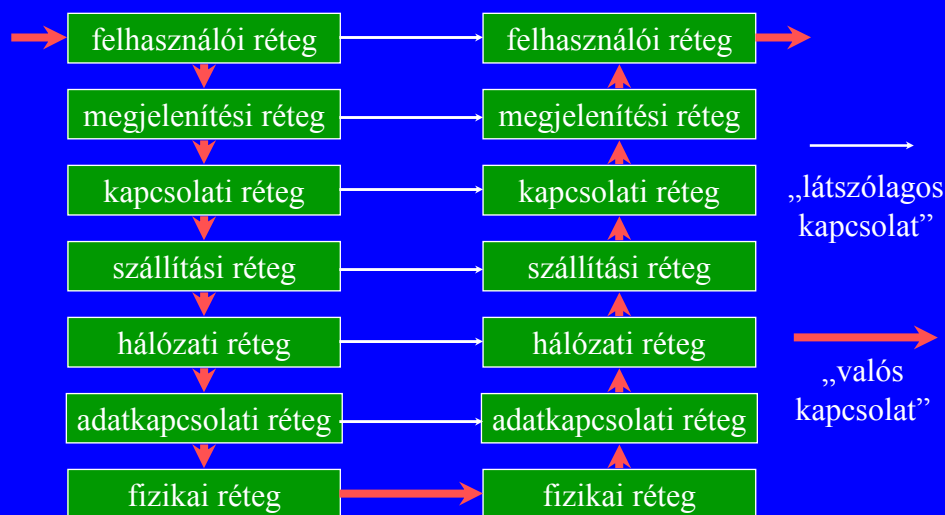 felhasználói réteg
felhasználói réteg
megjelenítési réteg
megjelenítési réteg
kapcsolati réteg
kapcsolati réteg
szállítási réteg
szállítási réteg
hálózati réteg
hálózati réteg
adatkapcsolati réteg
adatkapcsolati réteg
fizikai réteg
fizikai réteg
„látszólagos
kapcsolat”
„valós
kapcsolat”